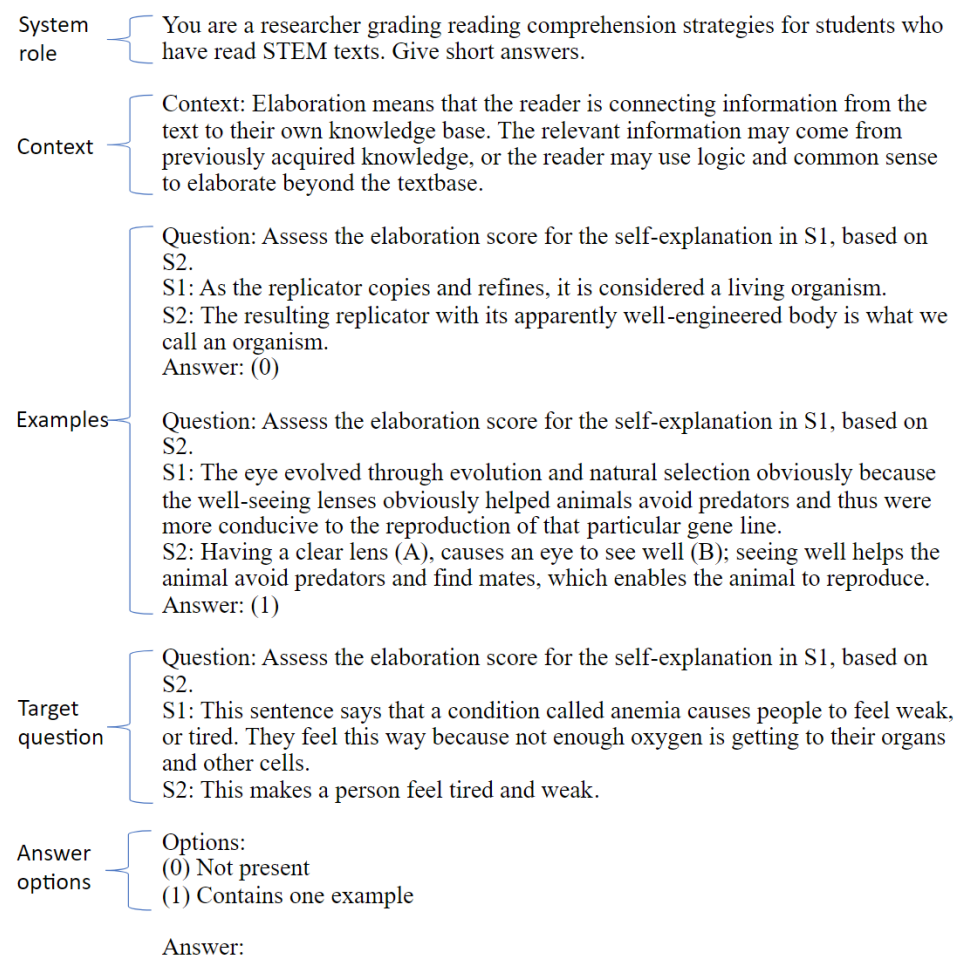 System
role
You are a researcher grading reading comprehension strategies for students who
have read STEM texts. Give short answers.
Context
Context: Elaboration means that the reader is connecting information from the
text to their own knowledge base. The relevant information may come from
previously acquired knowledge, or the reader may use logic and common sense
to elaborate beyond the textbase.
Examples
Question: Assess the elaboration score for the self-explanation in S1, based on
S2.
S1: As the replicator copies and refines, it is considered a living organism.
S2: The resulting replicator with its apparently well-engineered body is what we
call an organism.
Answer: (0)
Question: Assess the elaboration score for the self-explanation in S1, based on
S2.
S1: The eye evolved through evolution and natural selection obviously because
the well-seeing lenses obviously helped animals avoid predators and thus were
more conducive to the reproduction of that particular gene line.
S2: Having a clear lens (A), causes an eye to see well (B); seeing well helps the
animal avoid predators and find mates, which enables the animal to reproduce.
Answer: (1)
Target
question
Question: Assess the elaboration score for the self-explanation in S1, based on
S2.
S1: This sentence says that a condition called anemia causes people to feel weak,
or tired. They feel this way because not enough oxygen is getting to their organs
and other cells.
S2: This makes a person feel tired and weak.
Answer
options
Options:
(0) Not present
(1) Contains one example
Answer: